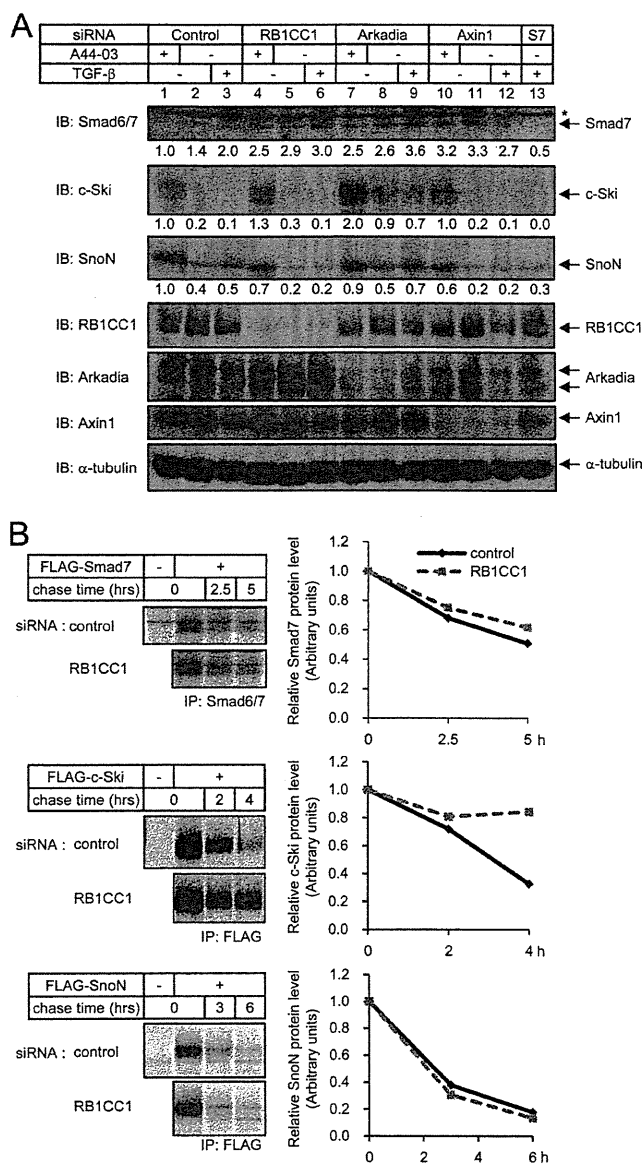 A
siRNA Control RB1CC1 Arkadia Axin1 S7
A44-03 + - + - + - + - -
TGF-β - + - + - + - + +
1 2 3 4 5 6 7 8 9 10 11 12 13
IB: Smad6/7 * Smad7
1.0 1.4 2.0 2.5 2.9 3.0 2.5 2.6 3.6 3.2 3.3 2.7 0.5
IB: c-Ski c-Ski
1.0 0.2 0.1 1.3 0.3 0.1 2.0 0.9 0.7 1.0 0.2 0.1 0.0
IB: SnoN SnoN
1.0 0.4 0.5 0.7 0.2 0.2 0.9 0.5 0.7 0.6 0.2 0.2 0.3
IB: RB1CC1 RB1CC1
IB: Arkadia Arkadia
IB: Axin1 Axin1
IB: α-tubulin α-tubulin
B
FLAG-Smad7 - +
chase time (hrs) 0 2.5 5
siRNA : control
RB1CC1
IP: Smad6/7
Relative Smad7 protein level
(Arbitrary units)
1.2
1.0
0.8
0.6
0.4
0.2
0.0
0 2.5 5 h
control
RB1CC1
FLAG-c-Ski - +
chase time (hrs) 0 2 4
siRNA : control
RB1CC1
IP: FLAG
Relative c-Ski protein level
(Arbitrary units)
1.2
1.0
0.8
0.6
0.4
0.2
0.0
0 2 4 h
FLAG-SnoN - +
chase time (hrs) 0 3 6
siRNA : control
RB1CC1
IP: FLAG
Relative SnoN protein level
(Arbitrary units)
1.2
1.0
0.8
0.6
0.4
0.2
0.0
0 2 4 6 h